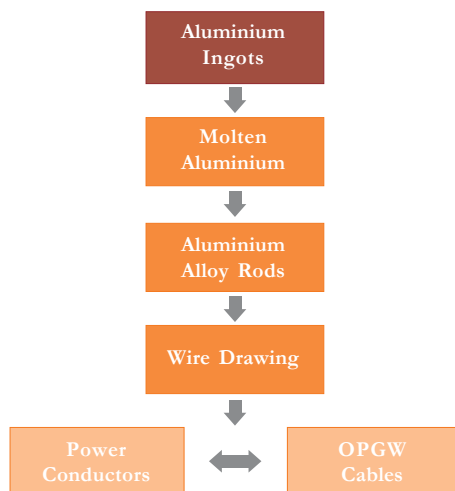 Aluminium
Ingots
Molten
Aluminium
Aluminium
Alloy Rods
Wire Drawing
Power
Conductors
OPGW
Cables